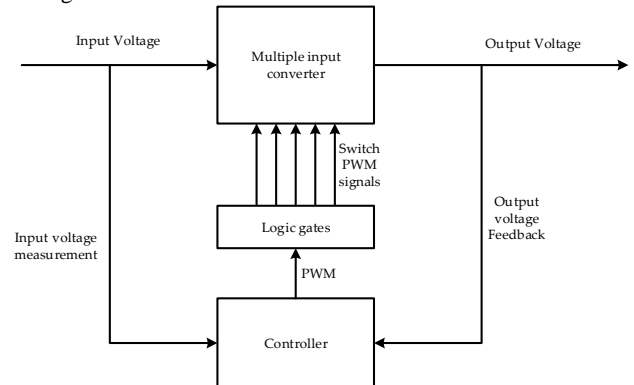 Input Voltage
Multiple input
converter
Output Voltage
Switch
PWM
signals
Logic gates
Input voltage
measurement
Output
voltage
Feedback
PWM
Controller